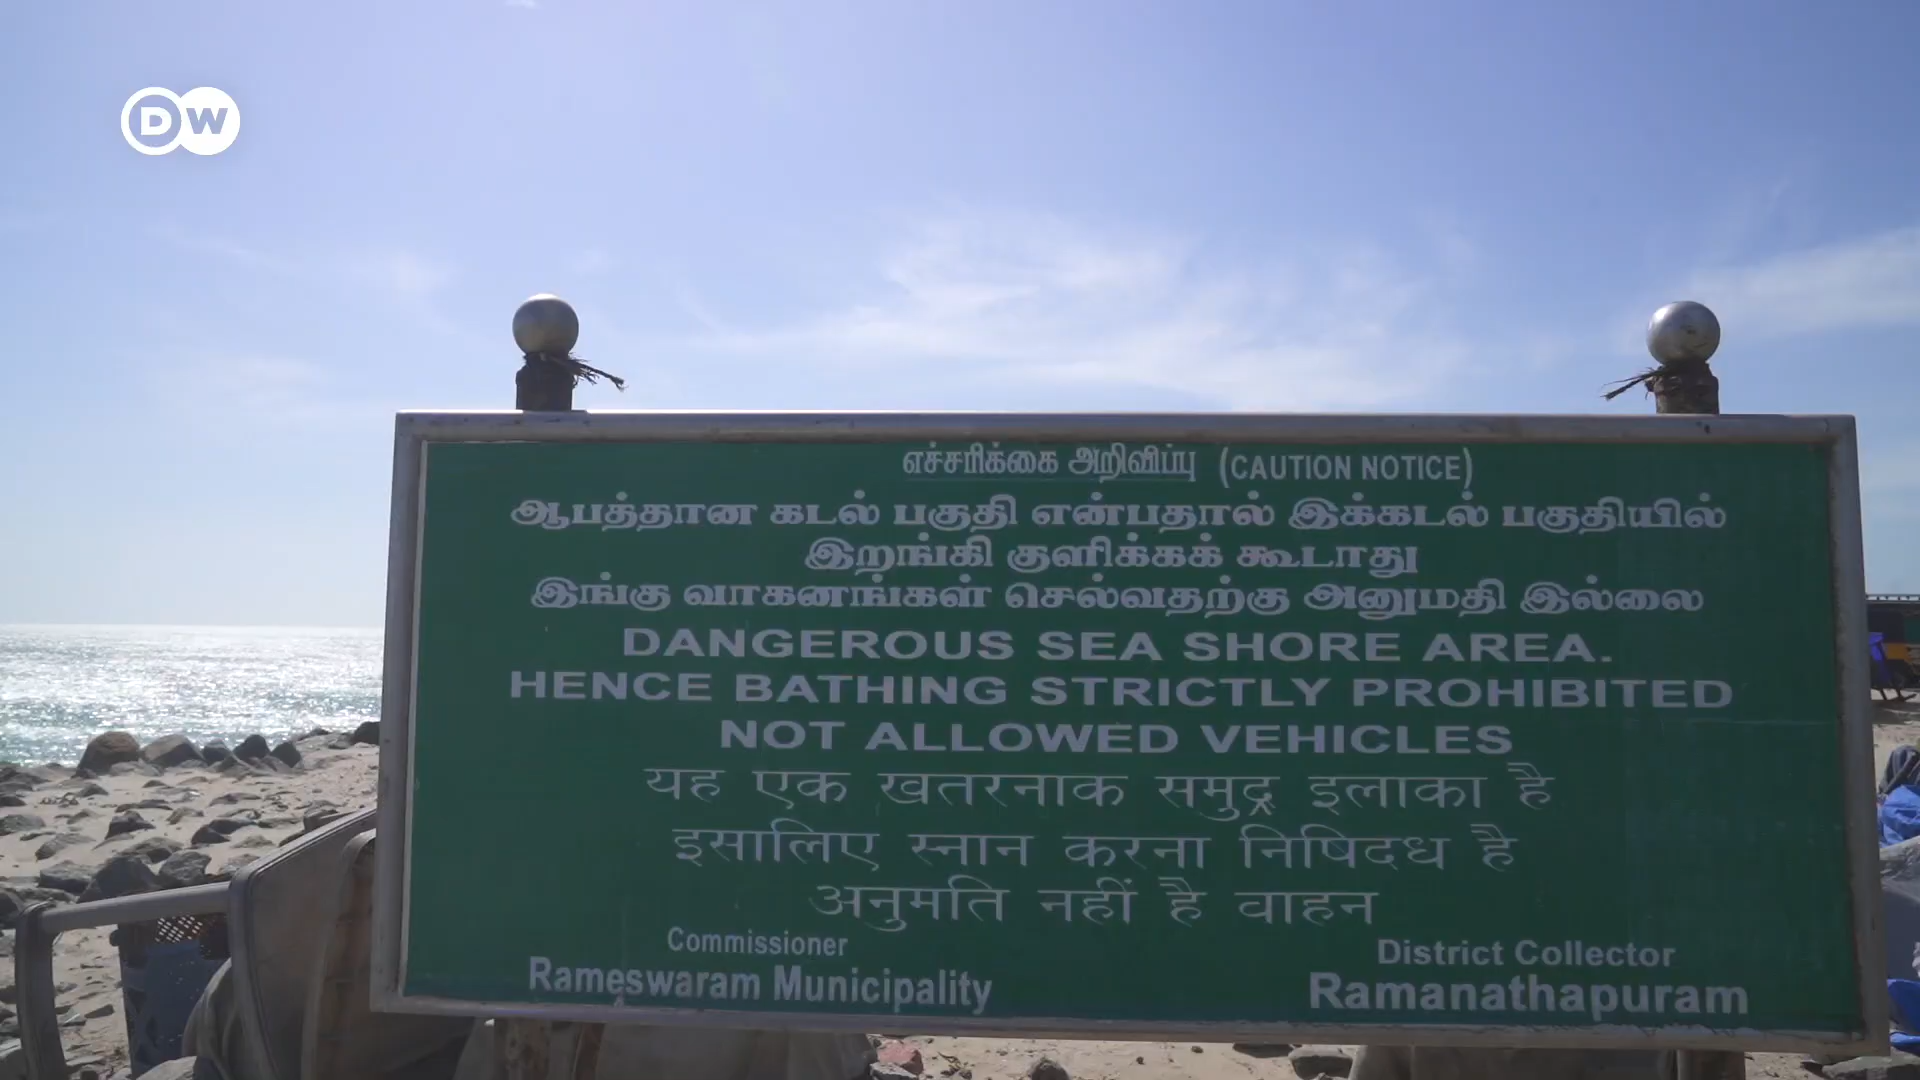 DW
எச்சரிக்கை அறிவிப்பு (CAUTION NOTICE)
ஆபத்தான கடல் பகுதி என்பதால் இக்கடல் பகுதியில்
இறங்கி குளிக்கக் கூடாது
இங்கு வாகனங்கள் செல்வதற்கு அனுமதி இல்லை
DANGEROUS SEA SHORE AREA.
HENCE BATHING STRICTLY PROHIBITED
NOT ALLOWED VEHICLES
यह एक खतरनाक समुद्र इलाका है
इसालिए स्नान करना निषिदध है
अनुमति नहीं है वाहन
Commissioner
Rameswaram Municipality
District Collector
Ramanathapuram